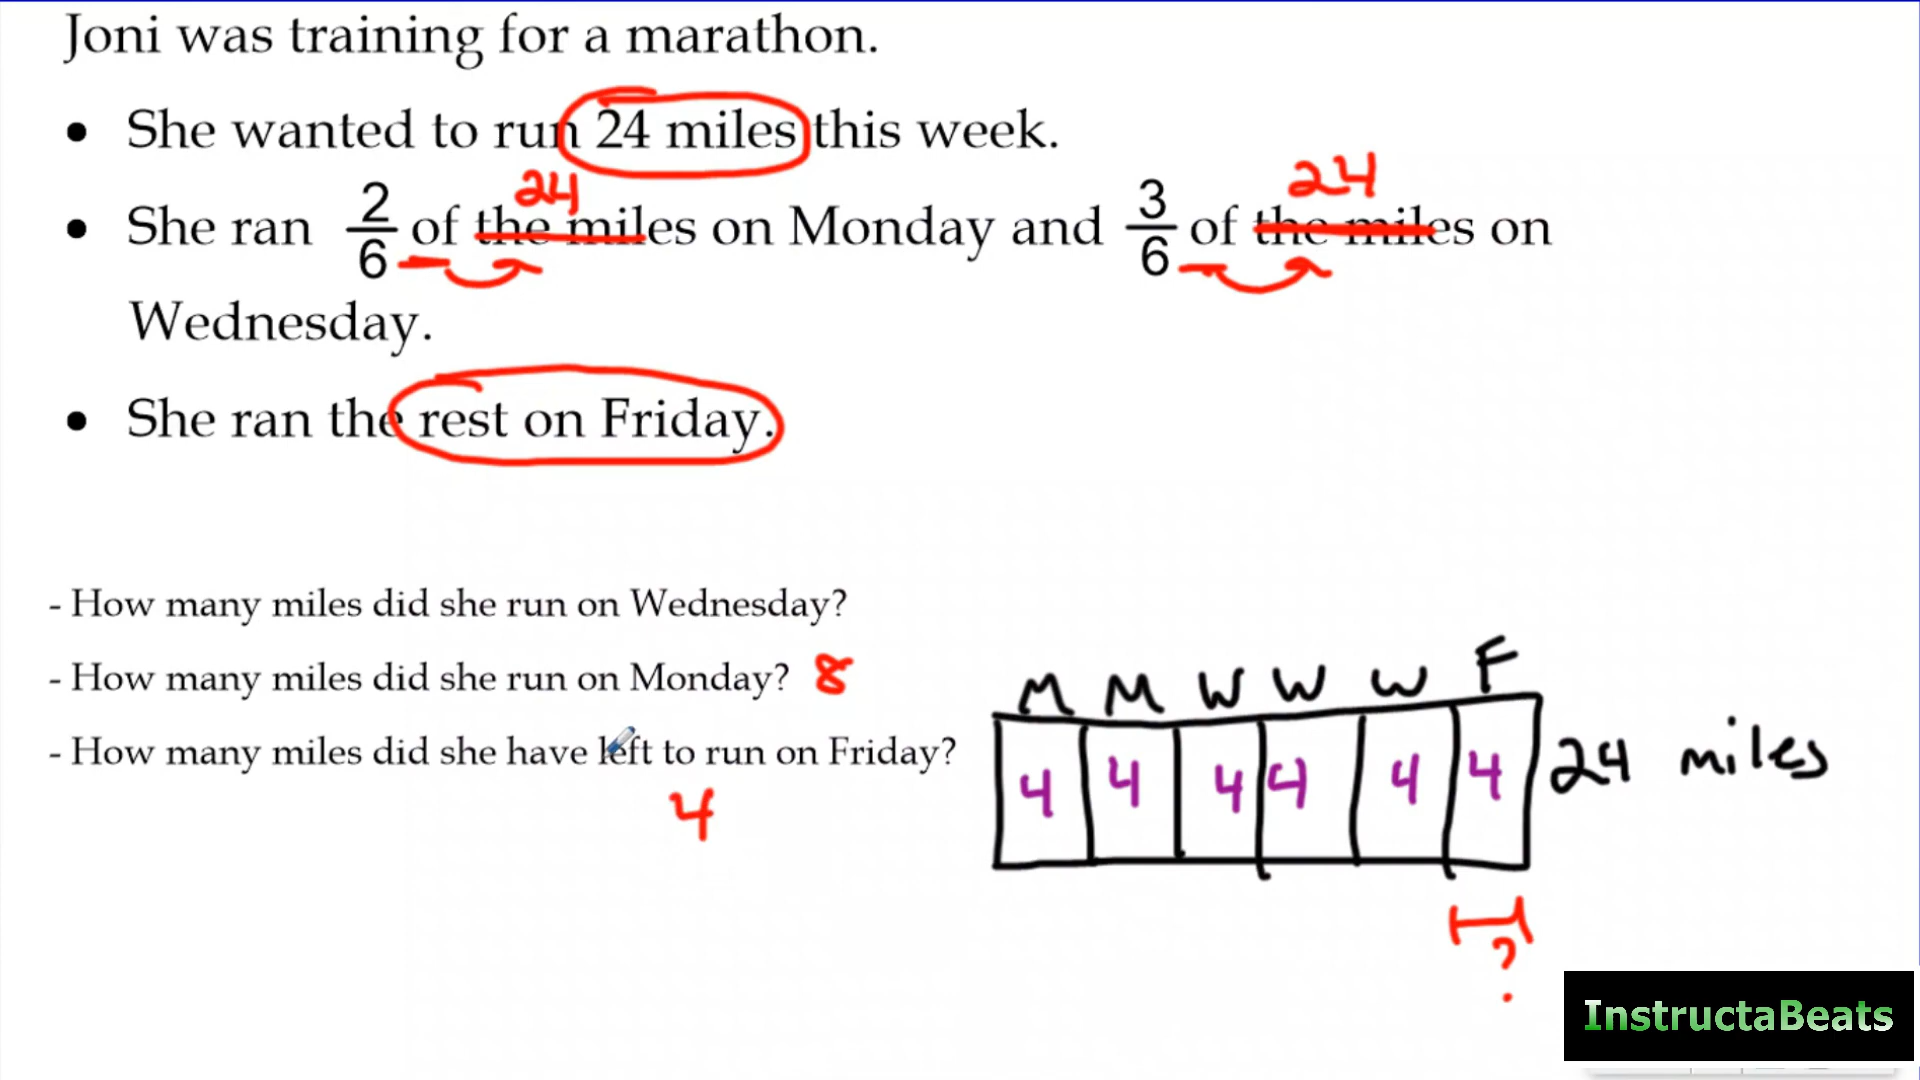 Joni was training for a marathon.
• She wanted to run 24 miles this week.
24 24
• She ran 2/6 of the miles on Monday and 3/6 of the miles on
Wednesday.
• She ran the rest on Friday.
- How many miles did she run on Wednesday?
- How many miles did she run on Monday? 8
- How many miles did she have left to run on Friday?
4
M M W W W F
4 4 4 4 4 4 24 miles
?
InstructaBeats